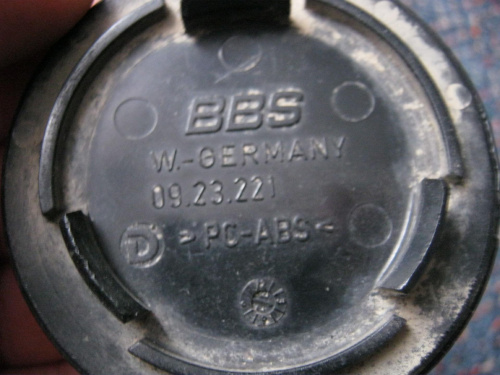 BBS
W.-GERMANY
09.23.221
D >PC-ABS<
S